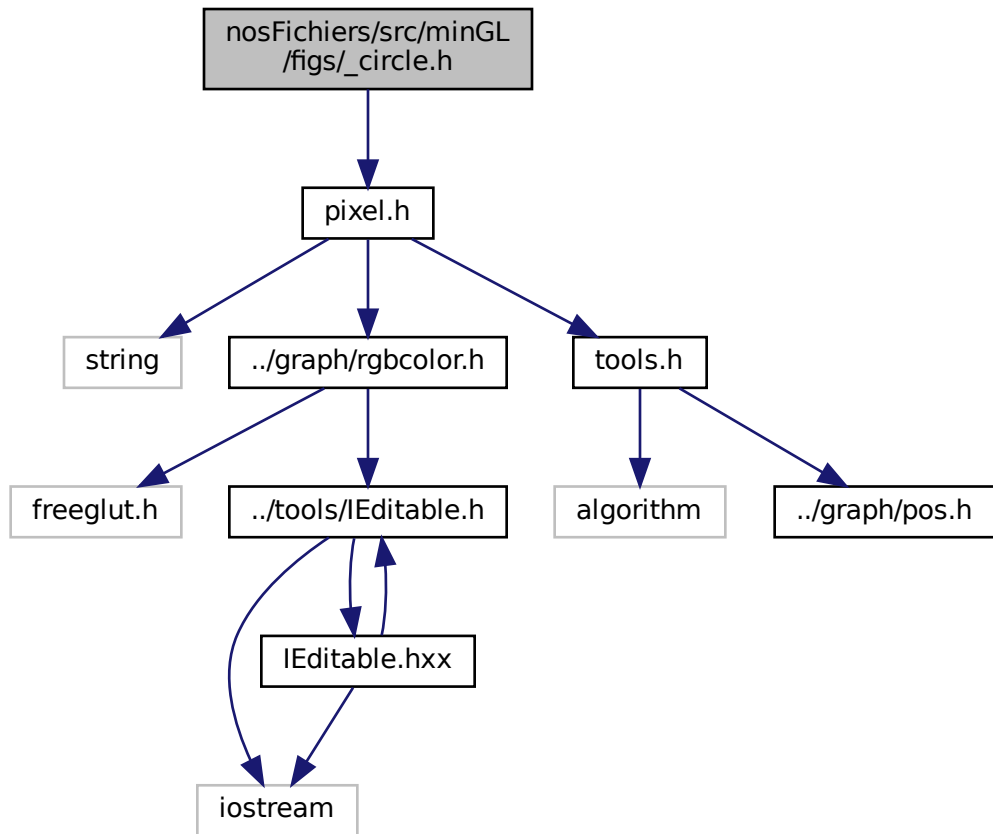 nosFichiers/src/minGL
/figs/_circle.h
pixel.h
string
../graph/rgbcolor.h
tools.h
freeglut.h
../tools/IEditable.h
algorithm
../graph/pos.h
IEditable.hxx
iostream